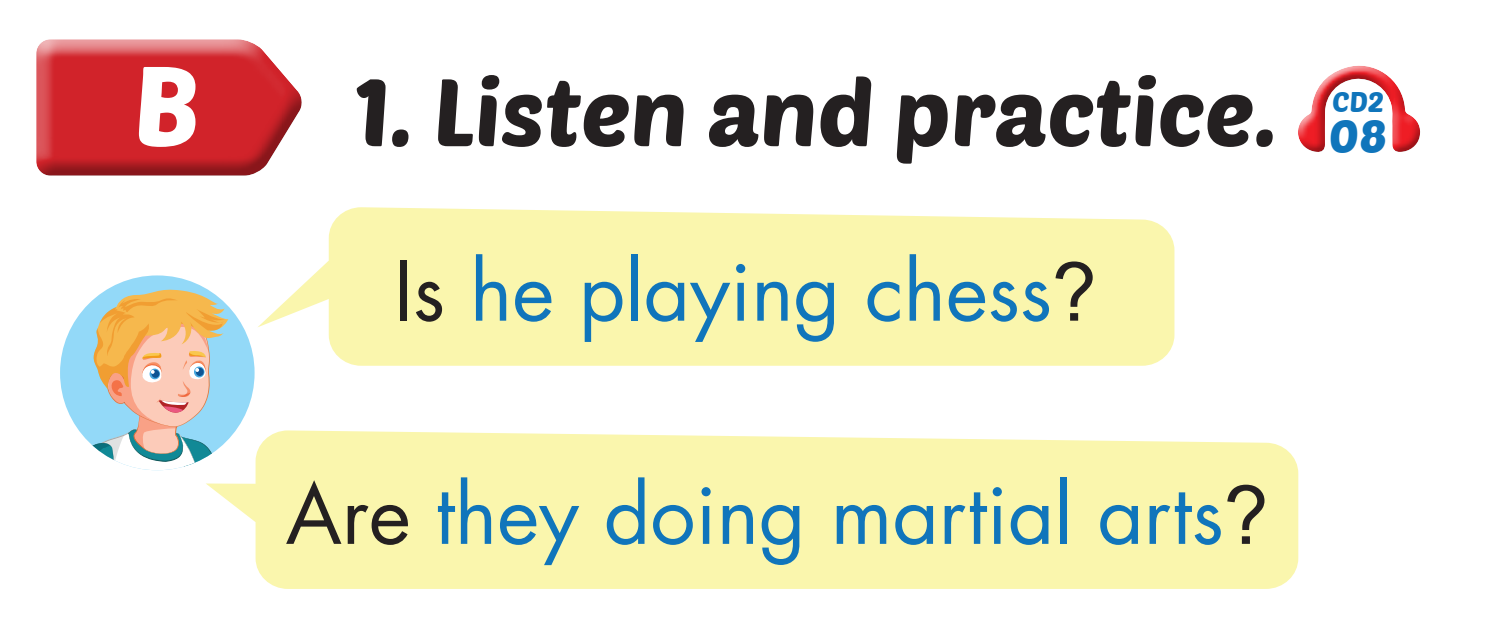 B
1. Listen and practice.
CD2
08
Is he playing chess?
Are they doing martial arts?